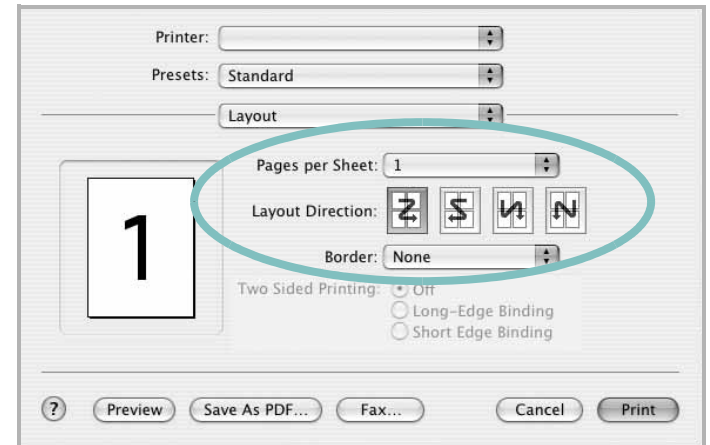 Printer:
Presets: Standard
Layout
Pages per Sheet: 1
Layout Direction:
1
Border: None
Two Sided Printing: Off
Long-Edge Binding
Short Edge Binding
? Preview Save As PDF... Fax... Cancel Print